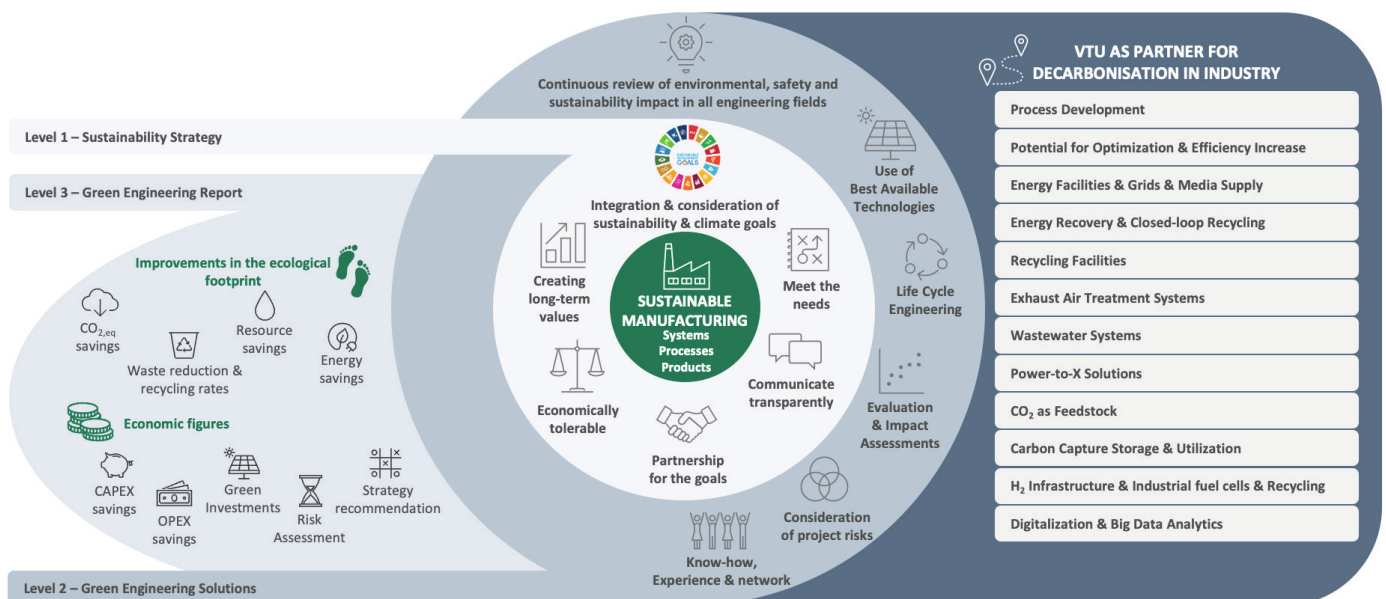 Continuous review of environmental, safety and
sustainability impact in all engineering fields
Level 1 – Sustainability Strategy
SUSTAINABLE
DEVELOPMENT
GOALS
Integration & consideration of
sustainability & climate goals
Creating
long-term
values
Meet the
needs
SUSTAINABLE
MANUFACTURING
Systems
Processes
Products
Economically
tolerable
Communicate
transparently
Partnership
for the goals
Use of
Best Available
Technologies
Life Cycle
Engineering
Evaluation
& Impact
Assessments
Consideration
of project risks
Know-how,
Experience & network
Level 3 – Green Engineering Report
Improvements in the ecological
footprint
CO₂,eq
savings
Waste reduction &
recycling rates
Resource
savings
Energy
savings
Economic figures
CAPEX
savings
OPEX
savings
Green
Investments
Risk
Assessment
Strategy
recommendation
Level 2 – Green Engineering Solutions
VTU AS PARTNER FOR
DECARBONISATION IN INDUSTRY
Process Development
Potential for Optimization & Efficiency Increase
Energy Facilities & Grids & Media Supply
Energy Recovery & Closed-loop Recycling
Recycling Facilities
Exhaust Air Treatment Systems
Wastewater Systems
Power-to-X Solutions
CO₂ as Feedstock
Carbon Capture Storage & Utilization
H₂ Infrastructure & Industrial fuel cells & Recycling
Digitalization & Big Data Analytics